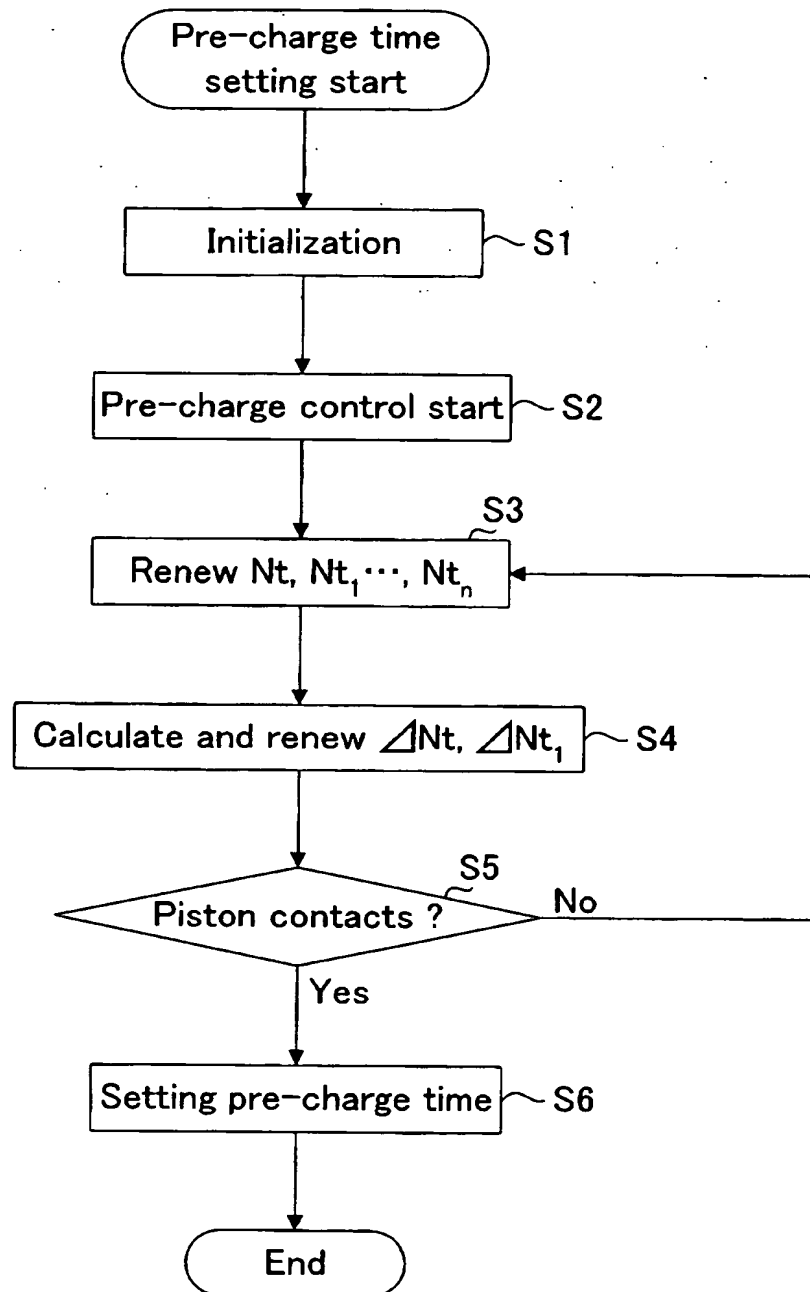 Pre-charge time
setting start
Initialization
S1
Pre-charge control start
S2
S3
Renew Nt, Nt₁⋯, Ntₙ
Calculate and renew ⊿Nt, ⊿Nt₁
S4
S5
Piston contacts ?
No
Yes
Setting pre-charge time
S6
End